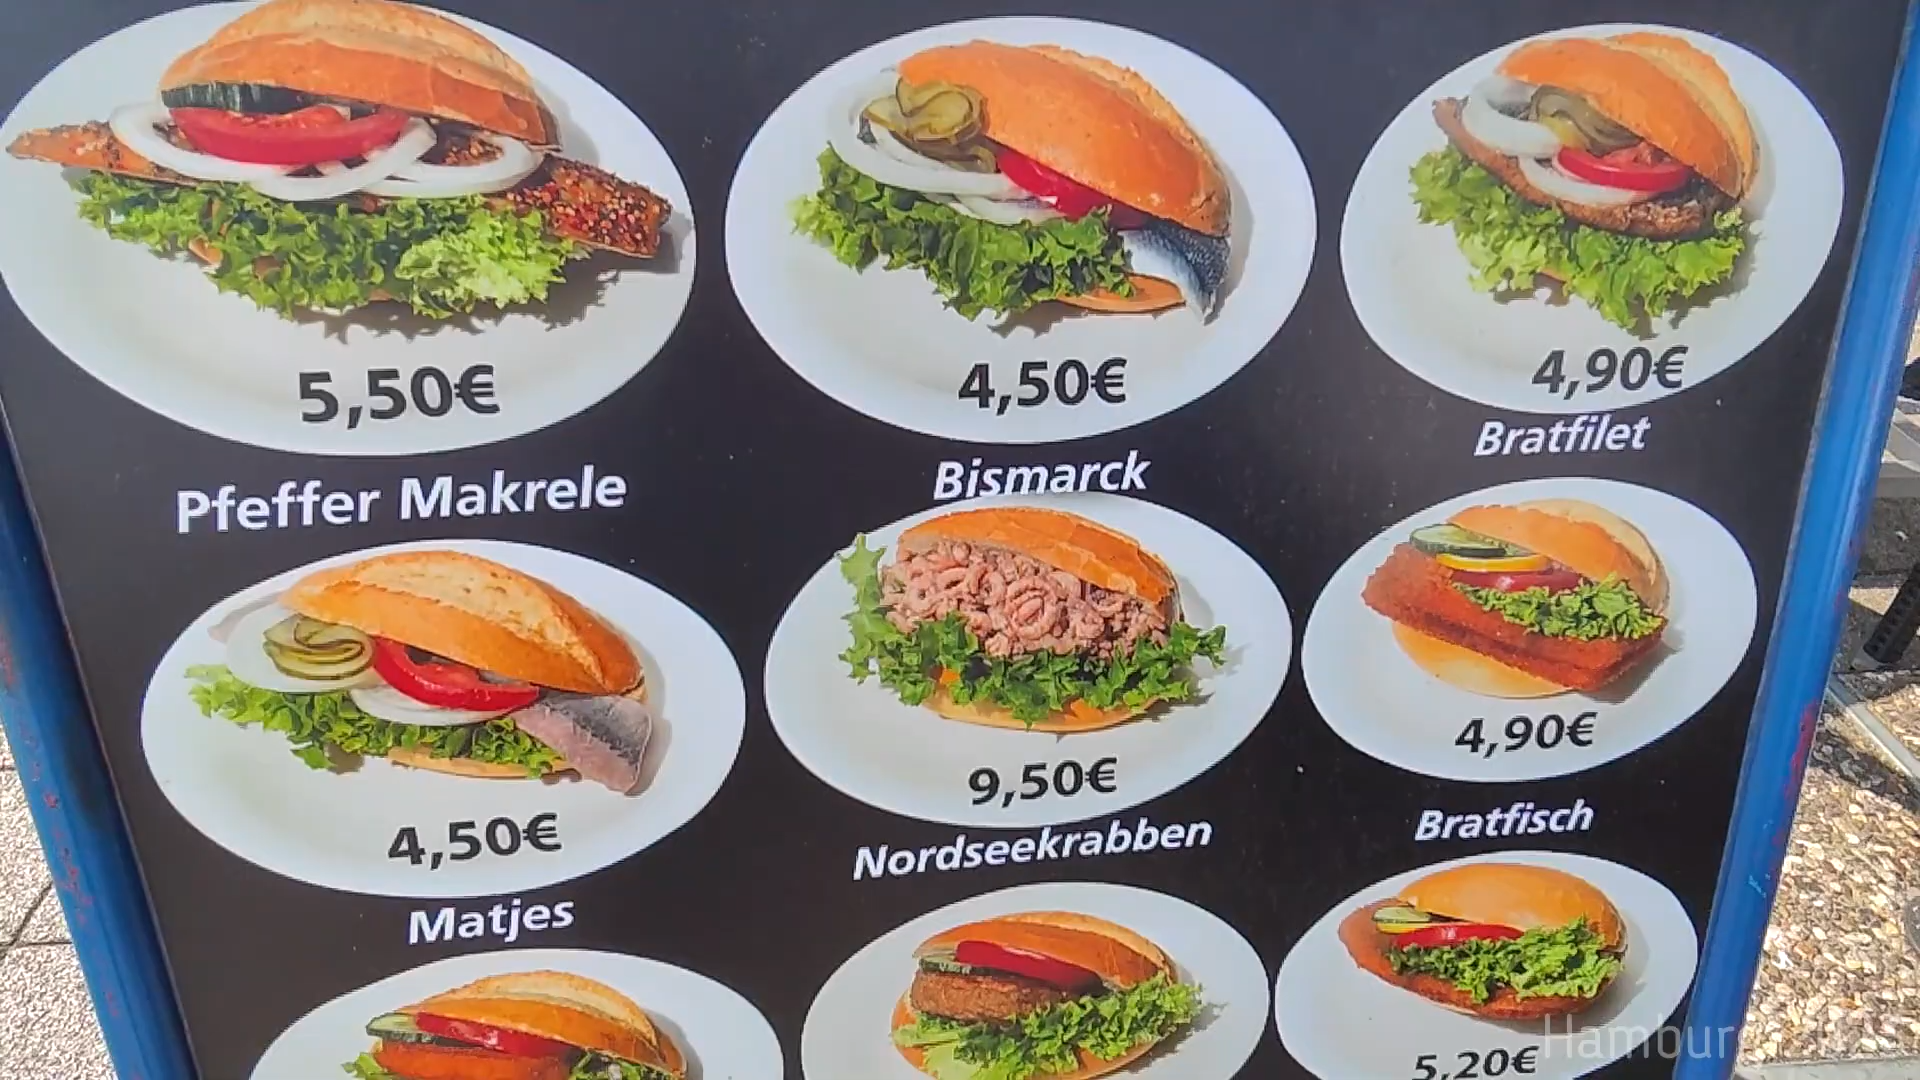 5,50€
Pfeffer Makrele
4,50€
Bismarck
4,90€
Bratfilet
4,50€
Matjes
9,50€
Nordseekrabben
4,90€
Bratfisch
5,20€